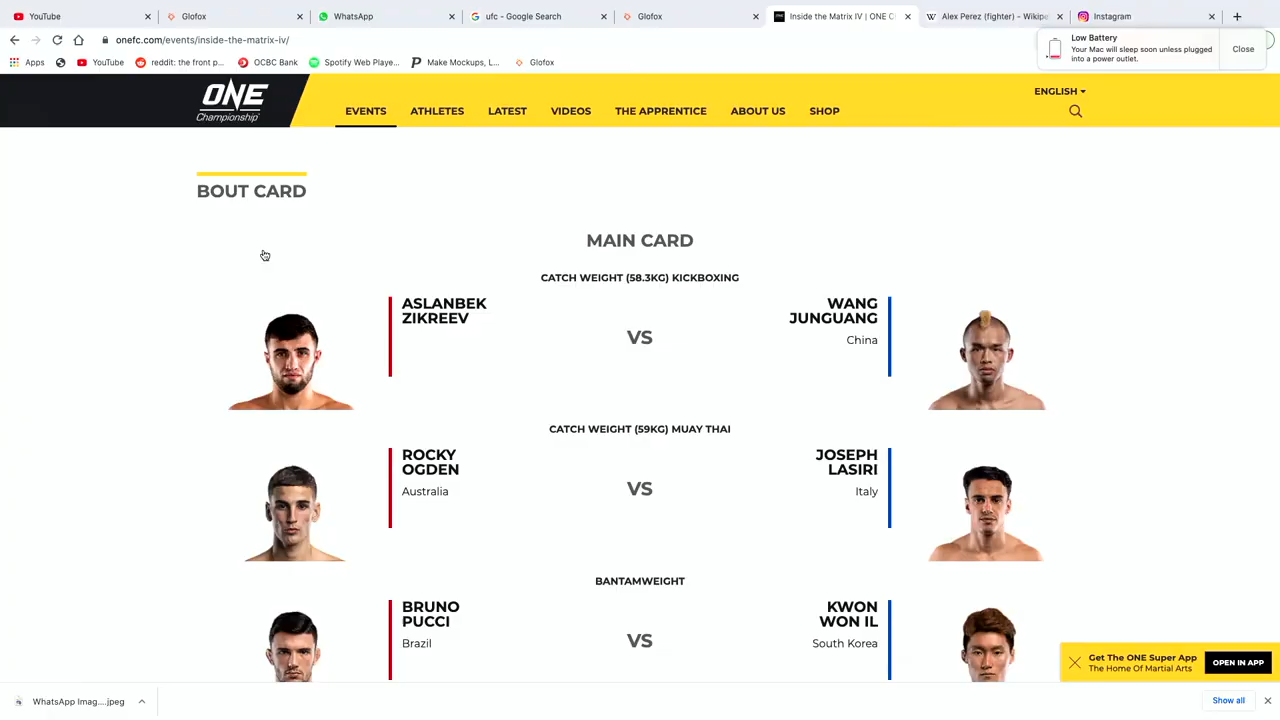 YouTube
Glofox
WhatsApp
ufc - Google Search
Glofox
Inside the Matrix IV | ONE C
Alex Perez (fighter) - Wikipe
Instagram
onefc.com/events/inside-the-matrix-iv/
Low Battery
Your Mac will sleep soon unless plugged
into a power outlet.
Close
Apps
YouTube
reddit: the front p...
OCBC Bank
Spotify Web Playe...
Make Mockups, L...
Glofox
ONE
Championship
EVENTS
ATHLETES
LATEST
VIDEOS
THE APPRENTICE
ABOUT US
SHOP
ENGLISH
BOUT CARD
MAIN CARD
CATCH WEIGHT (58.3KG) KICKBOXING
ASLANBEK
ZIKREEV
VS
WANG
JUNGUANG
China
CATCH WEIGHT (59KG) MUAY THAI
ROCKY
OGDEN
Australia
VS
JOSEPH
LASIRI
Italy
BANTAMWEIGHT
BRUNO
PUCCI
Brazil
VS
KWON
WON IL
South Korea
Get The ONE Super App
The Home Of Martial Arts
OPEN IN APP
WhatsApp Imag....jpeg
Show all